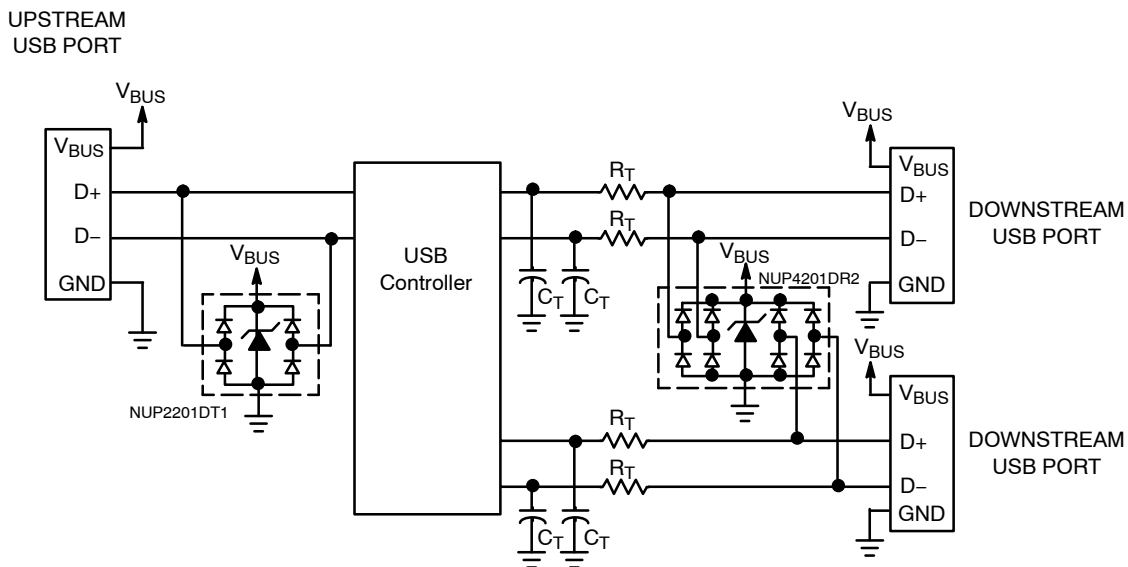 UPSTREAM
USB PORT
VBUS
VBUS
D+
D−
GND
VBUS
NUP2201DT1
USB
Controller
RT
RT
CT
CT
VBUS
NUP4201DR2
VBUS
VBUS
D+
D−
GND
DOWNSTREAM
USB PORT
RT
RT
CT
CT
VBUS
VBUS
D+
D−
GND
DOWNSTREAM
USB PORT